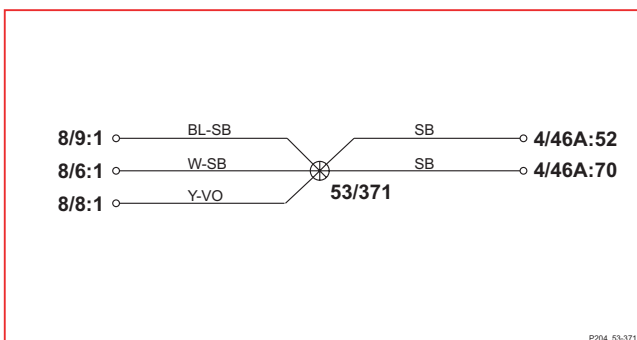 BL-SB SB
8/9:1 4/46A:52
W-SB SB
8/6:1 4/46A:70
Y-VO 53/371
8/8:1
P204_53-371